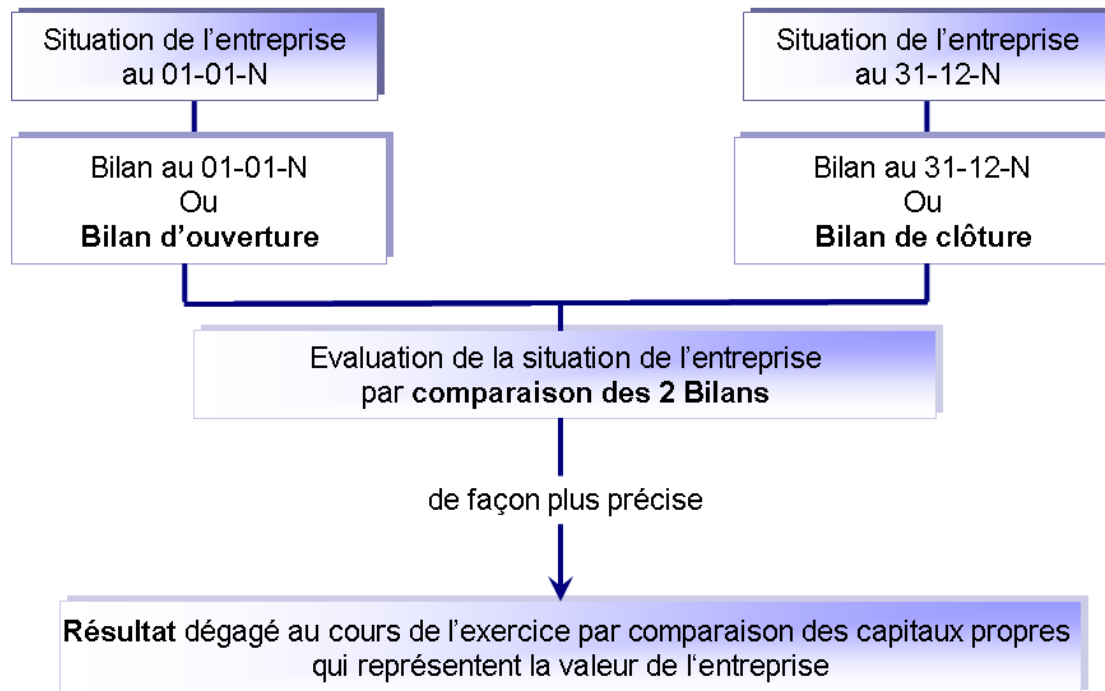 Situation de l'entreprise
au 01-01-N
Situation de l'entreprise
au 31-12-N
Bilan au 01-01-N
Ou
Bilan d'ouverture
Bilan au 31-12-N
Ou
Bilan de clôture
Evaluation de la situation de l'entreprise
par comparaison des 2 Bilans
de façon plus précise
Résultat dégagé au cours de l'exercice par comparaison des capitaux propres
qui représentent la valeur de l'entreprise